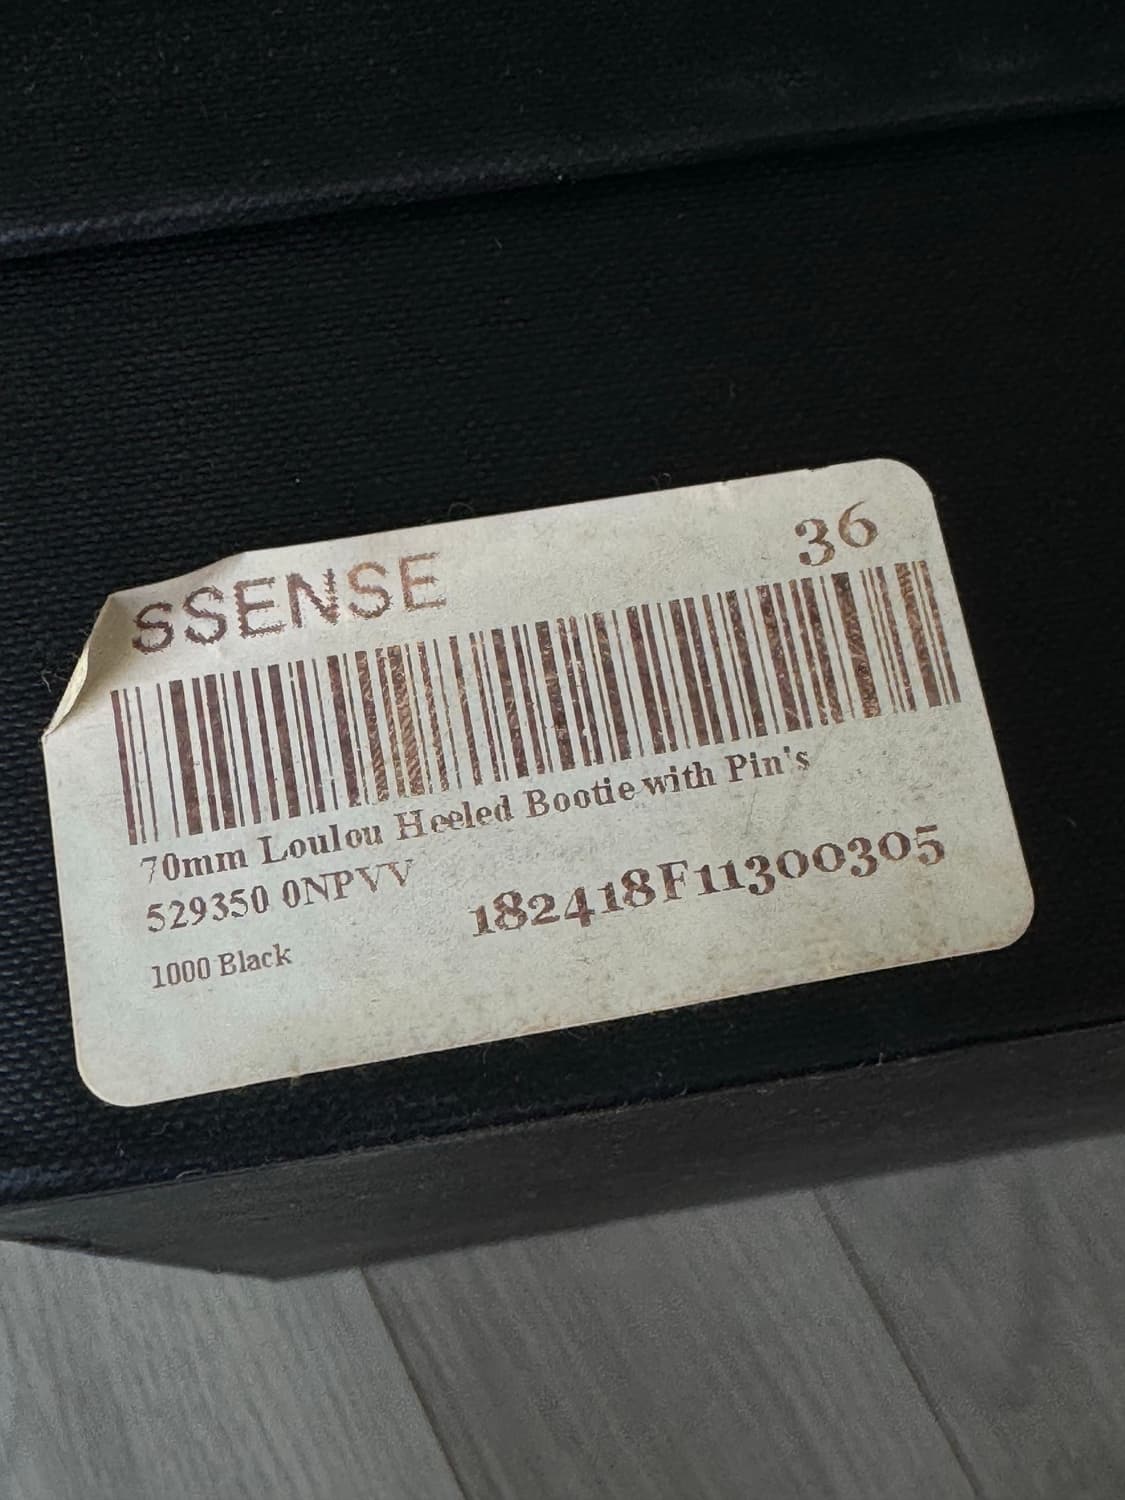 SSENSE 36
70mm Loulou Heeled Bootie with Pin's
529350 0NPVV
182418F11300305
1000 Black